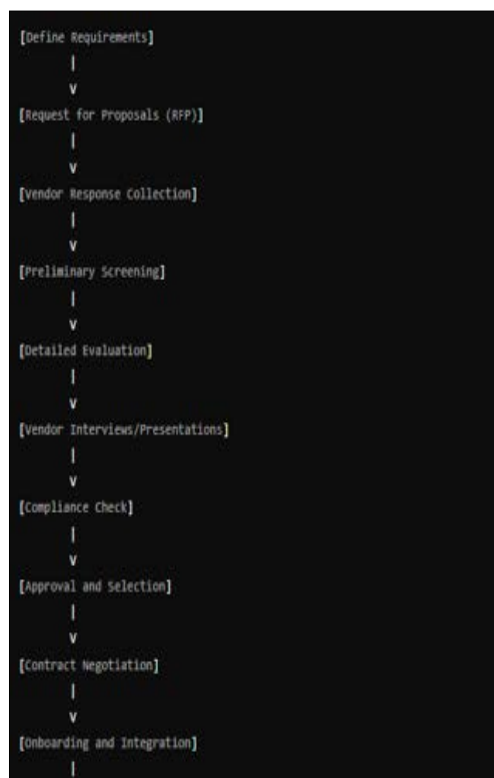 [Define Requirements]
|
v
[Request for Proposals (RFP)]
|
v
[Vendor Response Collection]
|
v
[Preliminary Screening]
|
v
[Detailed Evaluation]
|
v
[Vendor Interviews/Presentations]
|
v
[Compliance Check]
|
v
[Approval and Selection]
|
v
[Contract Negotiation]
|
v
[Onboarding and Integration]
|